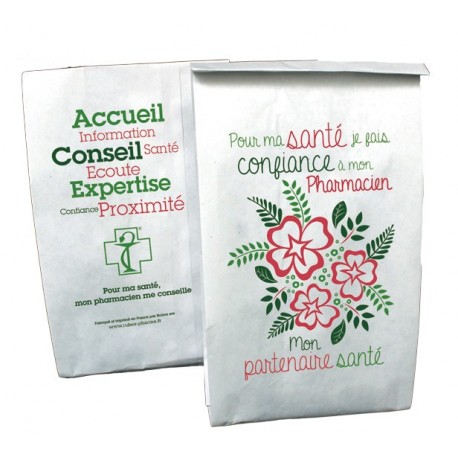 Accueil
Information
Conseil Santé
Ecoute
Expertise
Confiance Proximité
Pour ma santé,
mon pharmacien me conseille
Pour ma santé je fais
confiance à mon
Pharmacien
Mon
partenaire santé